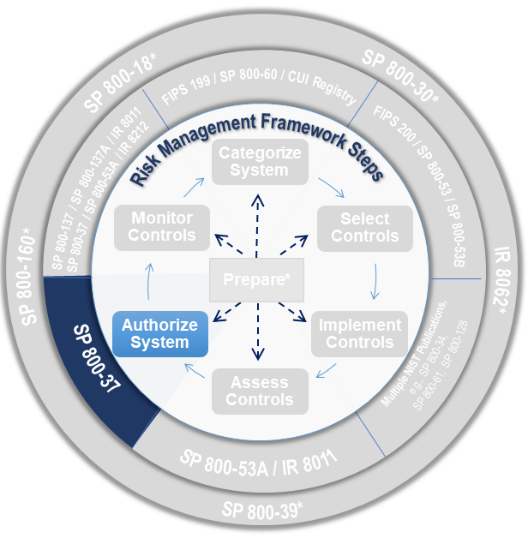 SP 800-18*
SP 800-30*
SP 800-160*
IR 8062*
SP 800-39*
FIPS 199 / SP 800-60 / CUI Registry
FIPS 200 / SP 800-53 / SP 800-53B
Multiple NIST Publications,
e.g., SP 800-34,
SP 800-61, SP 800-128
SP 800-53A / IR 8011
SP 800-37
SP 800-137 / SP 800-137A / IR 8011
SP 800-37 / SP 800-53A / IR 8212
Risk Management Framework Steps
Categorize
System
Select
Controls
Implement
Controls
Assess
Controls
Authorize
System
Monitor
Controls
Prepare*